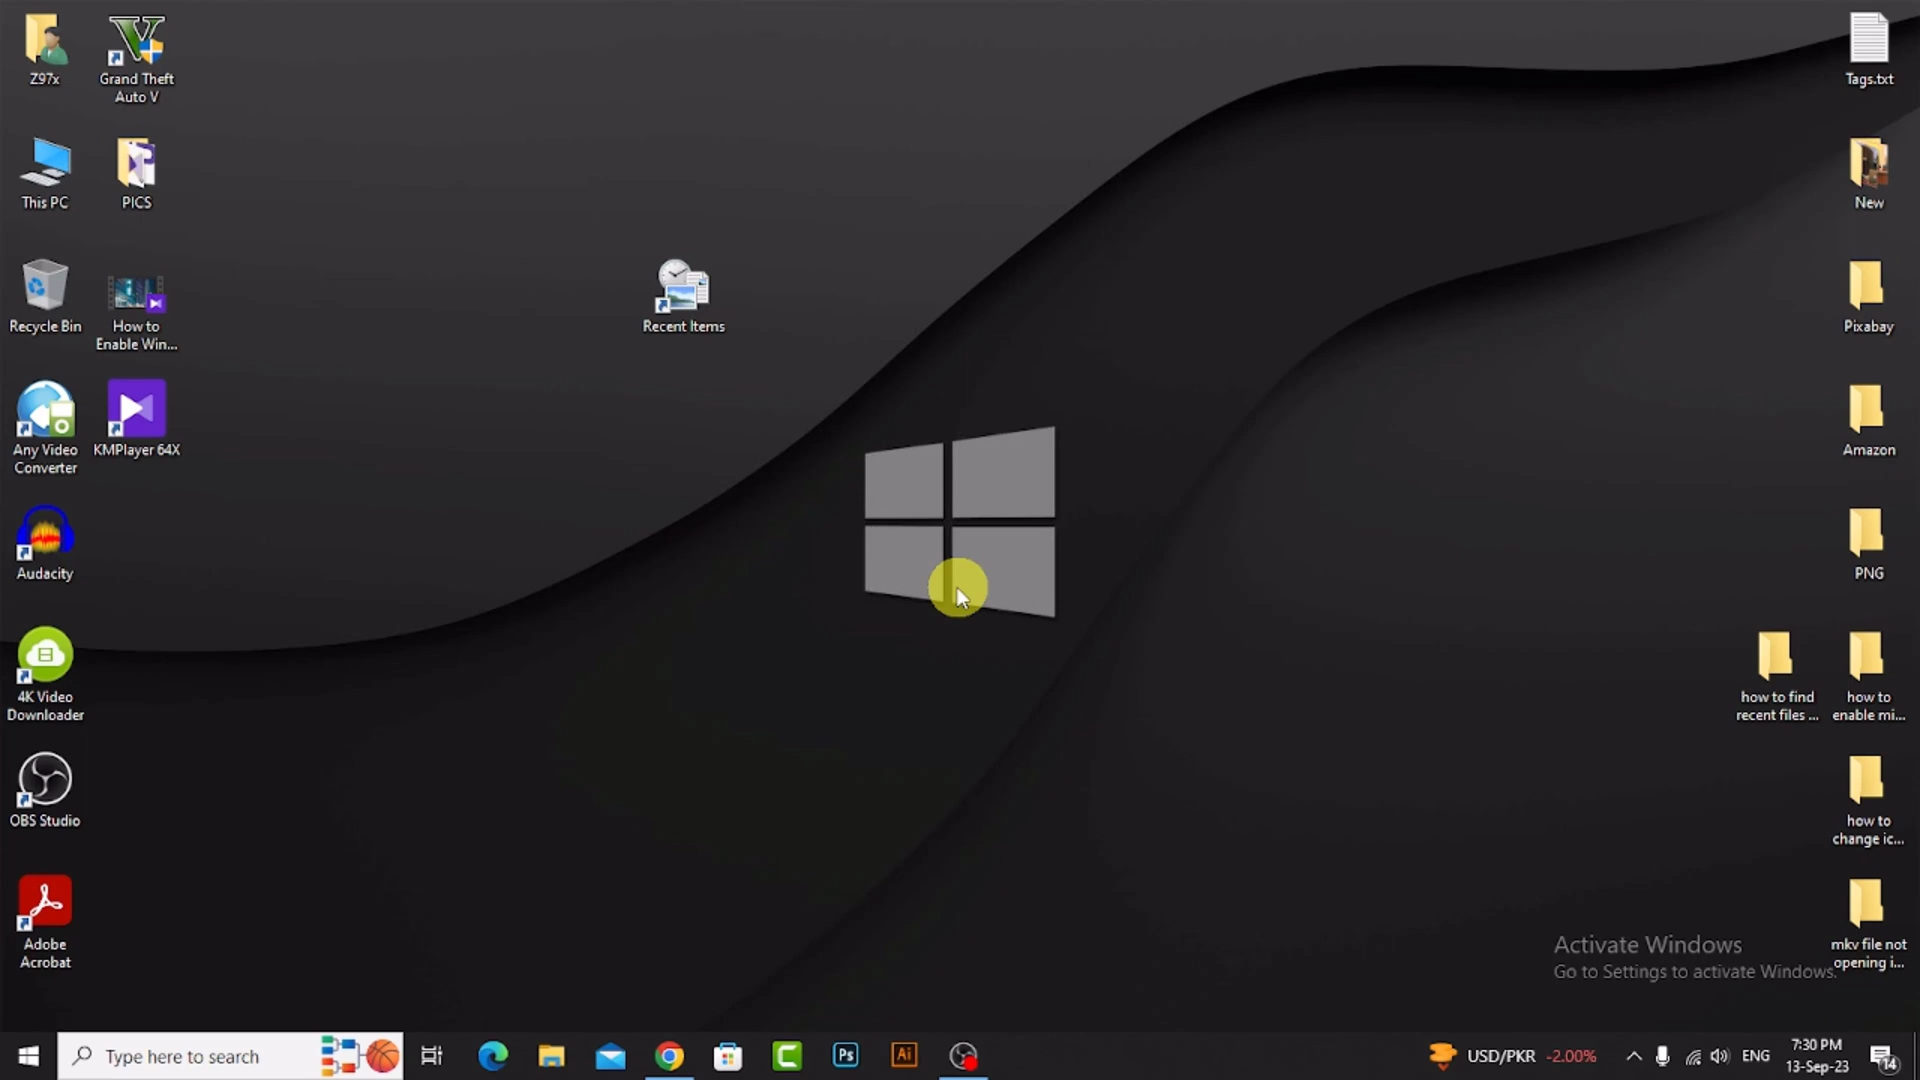 Z97x
Grand Theft
Auto V
This PC
PICS
Recycle Bin
How to
Enable Win...
Any Video
Converter
KMPlayer 64X
Audacity
4K Video
Downloader
OBS Studio
Adobe
Acrobat
Recent Items
Tags.txt
New
Pixabay
Amazon
PNG
how to find
recent files ...
how to
enable mi...
how to
change ic...
mkv file not
opening i...
Activate Windows
Go to Settings to activate Windows.
Type here to search
Ps
Ai
USD/PKR -2.00%
ENG
7:30 PM
13-Sep-23
14